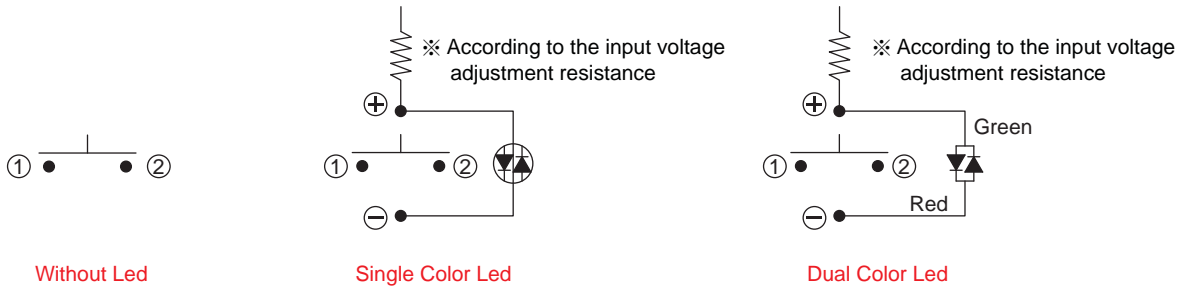 ※ According to the input voltage
adjustment resistance
⊕
① ②
⊖
Without Led
Single Color Led
※ According to the input voltage
adjustment resistance
⊕
Green
① ②
① ②
Red
⊖
Dual Color Led